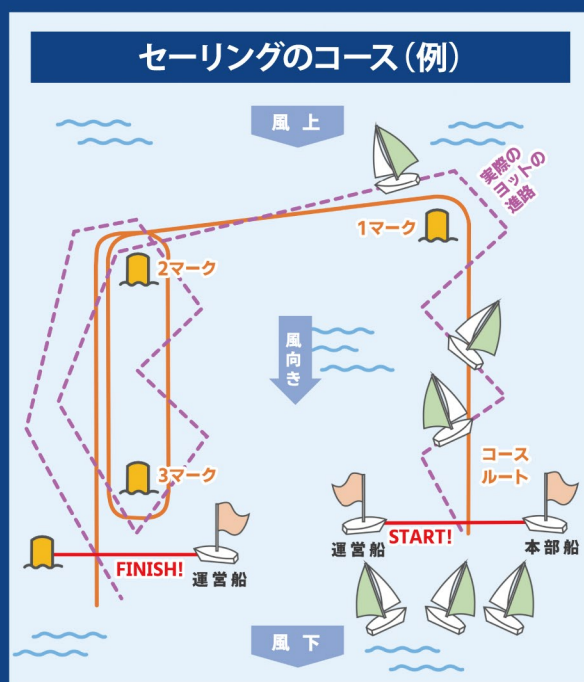 セーリングのコース（例）
風上
実際の
ヨットの
進路
1マーク
2マーク
風向き
3マーク
コース
ルート
運営船
START!
本部船
FINISH!
運営船
風下